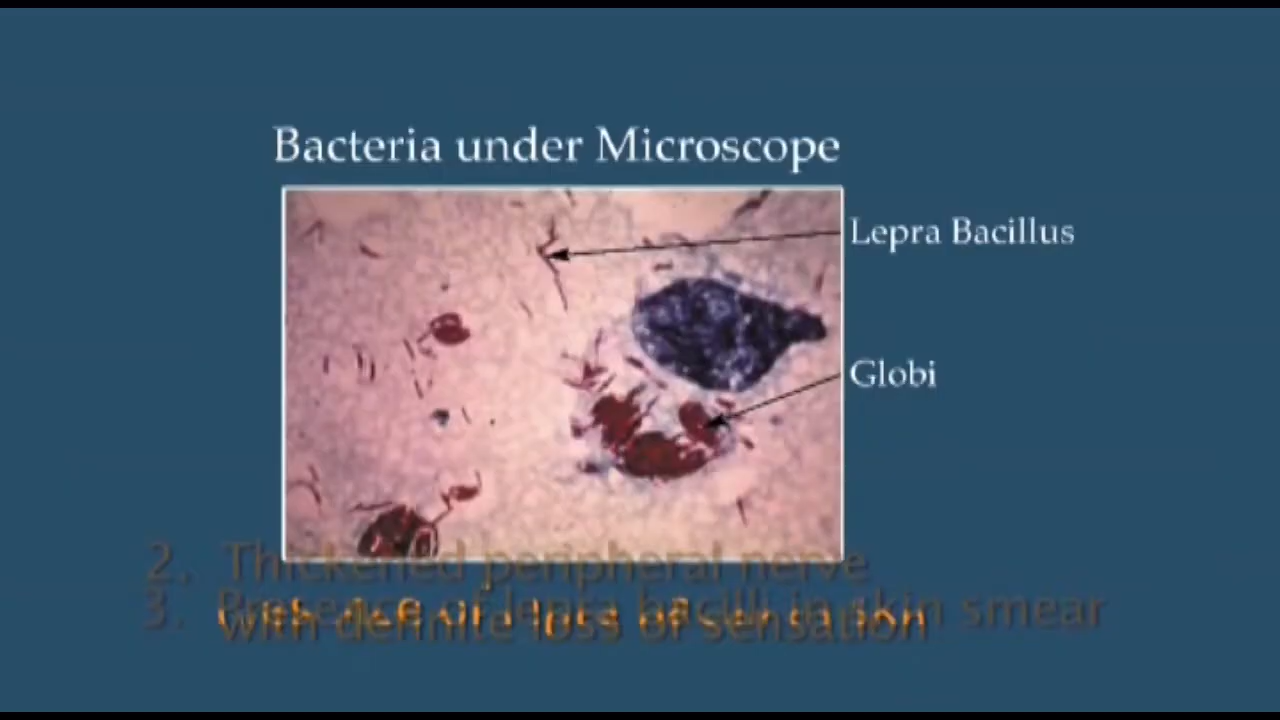 Bacteria under Microscope
Lepra Bacillus
Globi
2. Thickened peripheral nerve
3. Presence of lepra bacilli in skin smear
with definite loss of sensation